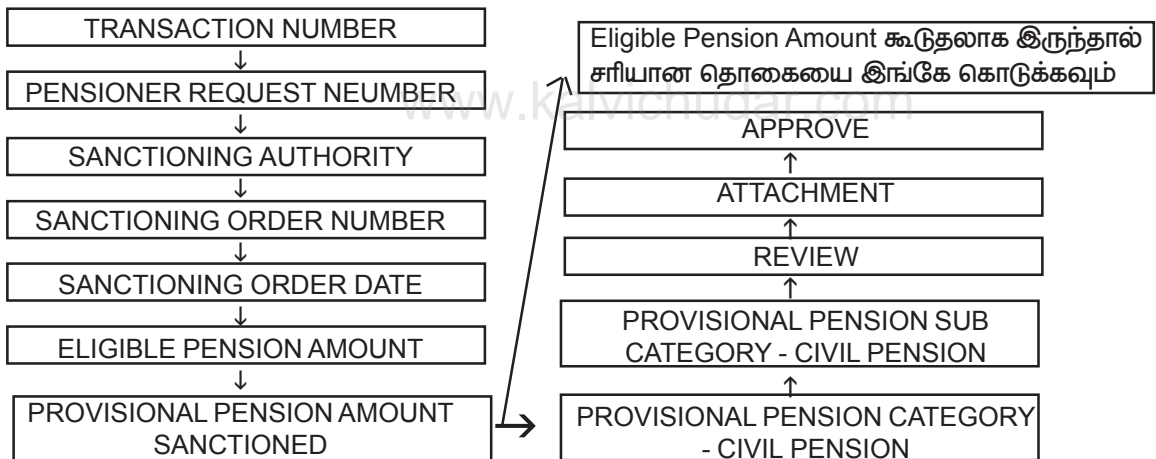 TRANSACTION NUMBER
PENSIONER REQUEST NEUMBER
SANCTIONING AUTHORITY
SANCTIONING ORDER NUMBER
SANCTIONING ORDER DATE
ELIGIBLE PENSION AMOUNT
PROVISIONAL PENSION AMOUNT
SANCTIONED
Eligible Pension Amount கூடுதலாக இருந்தால்
சரியான தொகையை இங்கே கொடுக்கவும்
www.kalvichudar.com
APPROVE
ATTACHMENT
REVIEW
PROVISIONAL PENSION SUB
CATEGORY - CIVIL PENSION
PROVISIONAL PENSION CATEGORY
- CIVIL PENSION